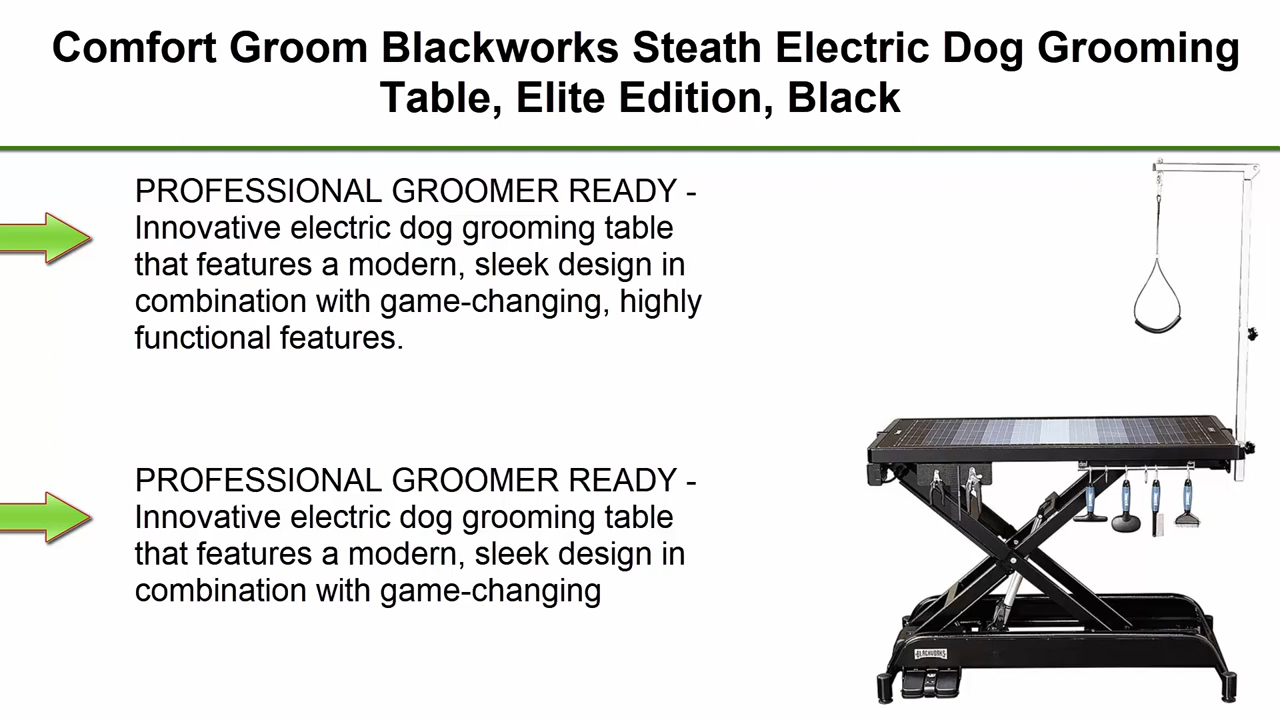 Comfort Groom Blackworks Steath Electric Dog Grooming
Table, Elite Edition, Black
PROFESSIONAL GROOMER READY -
Innovative electric dog grooming table
that features a modern, sleek design in
combination with game-changing, highly
functional features.
PROFESSIONAL GROOMER READY -
Innovative electric dog grooming table
that features a modern, sleek design in
combination with game-changing
BLACKWORKS